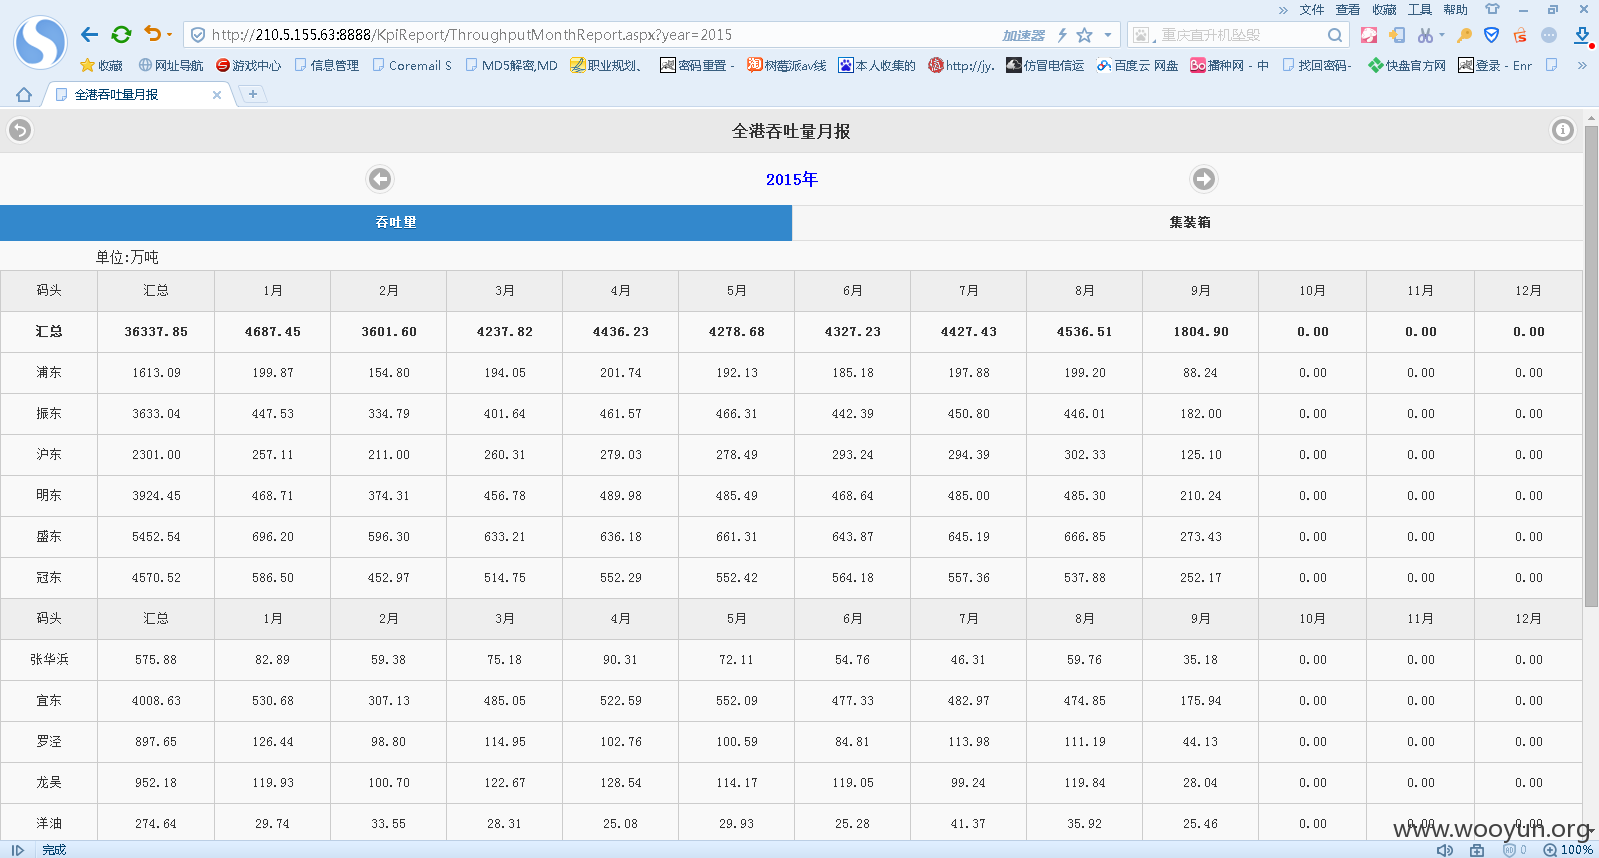 » 文件 查看 收藏 工具 帮助
http://210.5.155.63:8888/KpiReport/ThroughputMonthReport.aspx?year=2015 加速器 重庆直升机坠毁
收藏 网址导航 游戏中心 信息管理 Coremail S MD5解密,MD 职业规划、 密码重置 - 树莓派av线 本人收集的 http://jy. 仿冒电信运 百度云 网盘 播种网 - 中 找回密码- 快盘官方网 登录 - Enr »
全港吞吐量月报
全港吞吐量月报
2015年
吞吐量 集装箱
单位:万吨
码头 汇总 1月 2月 3月 4月 5月 6月 7月 8月 9月 10月 11月 12月
汇总 36337.85 4687.45 3601.60 4237.82 4436.23 4278.68 4327.23 4427.43 4536.51 1804.90 0.00 0.00 0.00
浦东 1613.09 199.87 154.80 194.05 201.74 192.13 185.18 197.88 199.20 88.24 0.00 0.00 0.00
振东 3633.04 447.53 334.79 401.64 461.57 466.31 442.39 450.80 446.01 182.00 0.00 0.00 0.00
沪东 2301.00 257.11 211.00 260.31 279.03 278.49 293.24 294.39 302.33 125.10 0.00 0.00 0.00
明东 3924.45 468.71 374.31 456.78 489.98 485.49 468.64 485.00 485.30 210.24 0.00 0.00 0.00
盛东 5452.54 696.20 596.30 633.21 636.18 661.31 643.87 645.19 666.85 273.43 0.00 0.00 0.00
冠东 4570.52 586.50 452.97 514.75 552.29 552.42 564.18 557.36 537.88 252.17 0.00 0.00 0.00
码头 汇总 1月 2月 3月 4月 5月 6月 7月 8月 9月 10月 11月 12月
张华浜 575.88 82.89 59.38 75.18 90.31 72.11 54.76 46.31 59.76 35.18 0.00 0.00 0.00
宜东 4008.63 530.68 307.13 485.05 522.59 552.09 477.33 482.97 474.85 175.94 0.00 0.00 0.00
罗泾 897.65 126.44 98.80 114.95 102.76 100.59 84.81 113.98 111.19 44.13 0.00 0.00 0.00
龙吴 952.18 119.93 100.70 122.67 128.54 114.17 119.05 99.24 119.84 28.04 0.00 0.00 0.00
洋油 274.64 29.74 33.55 28.31 25.08 29.93 25.28 41.37 35.92 25.46 0.00 0.00 0.00
www.wooyun.org
完成 0 100%